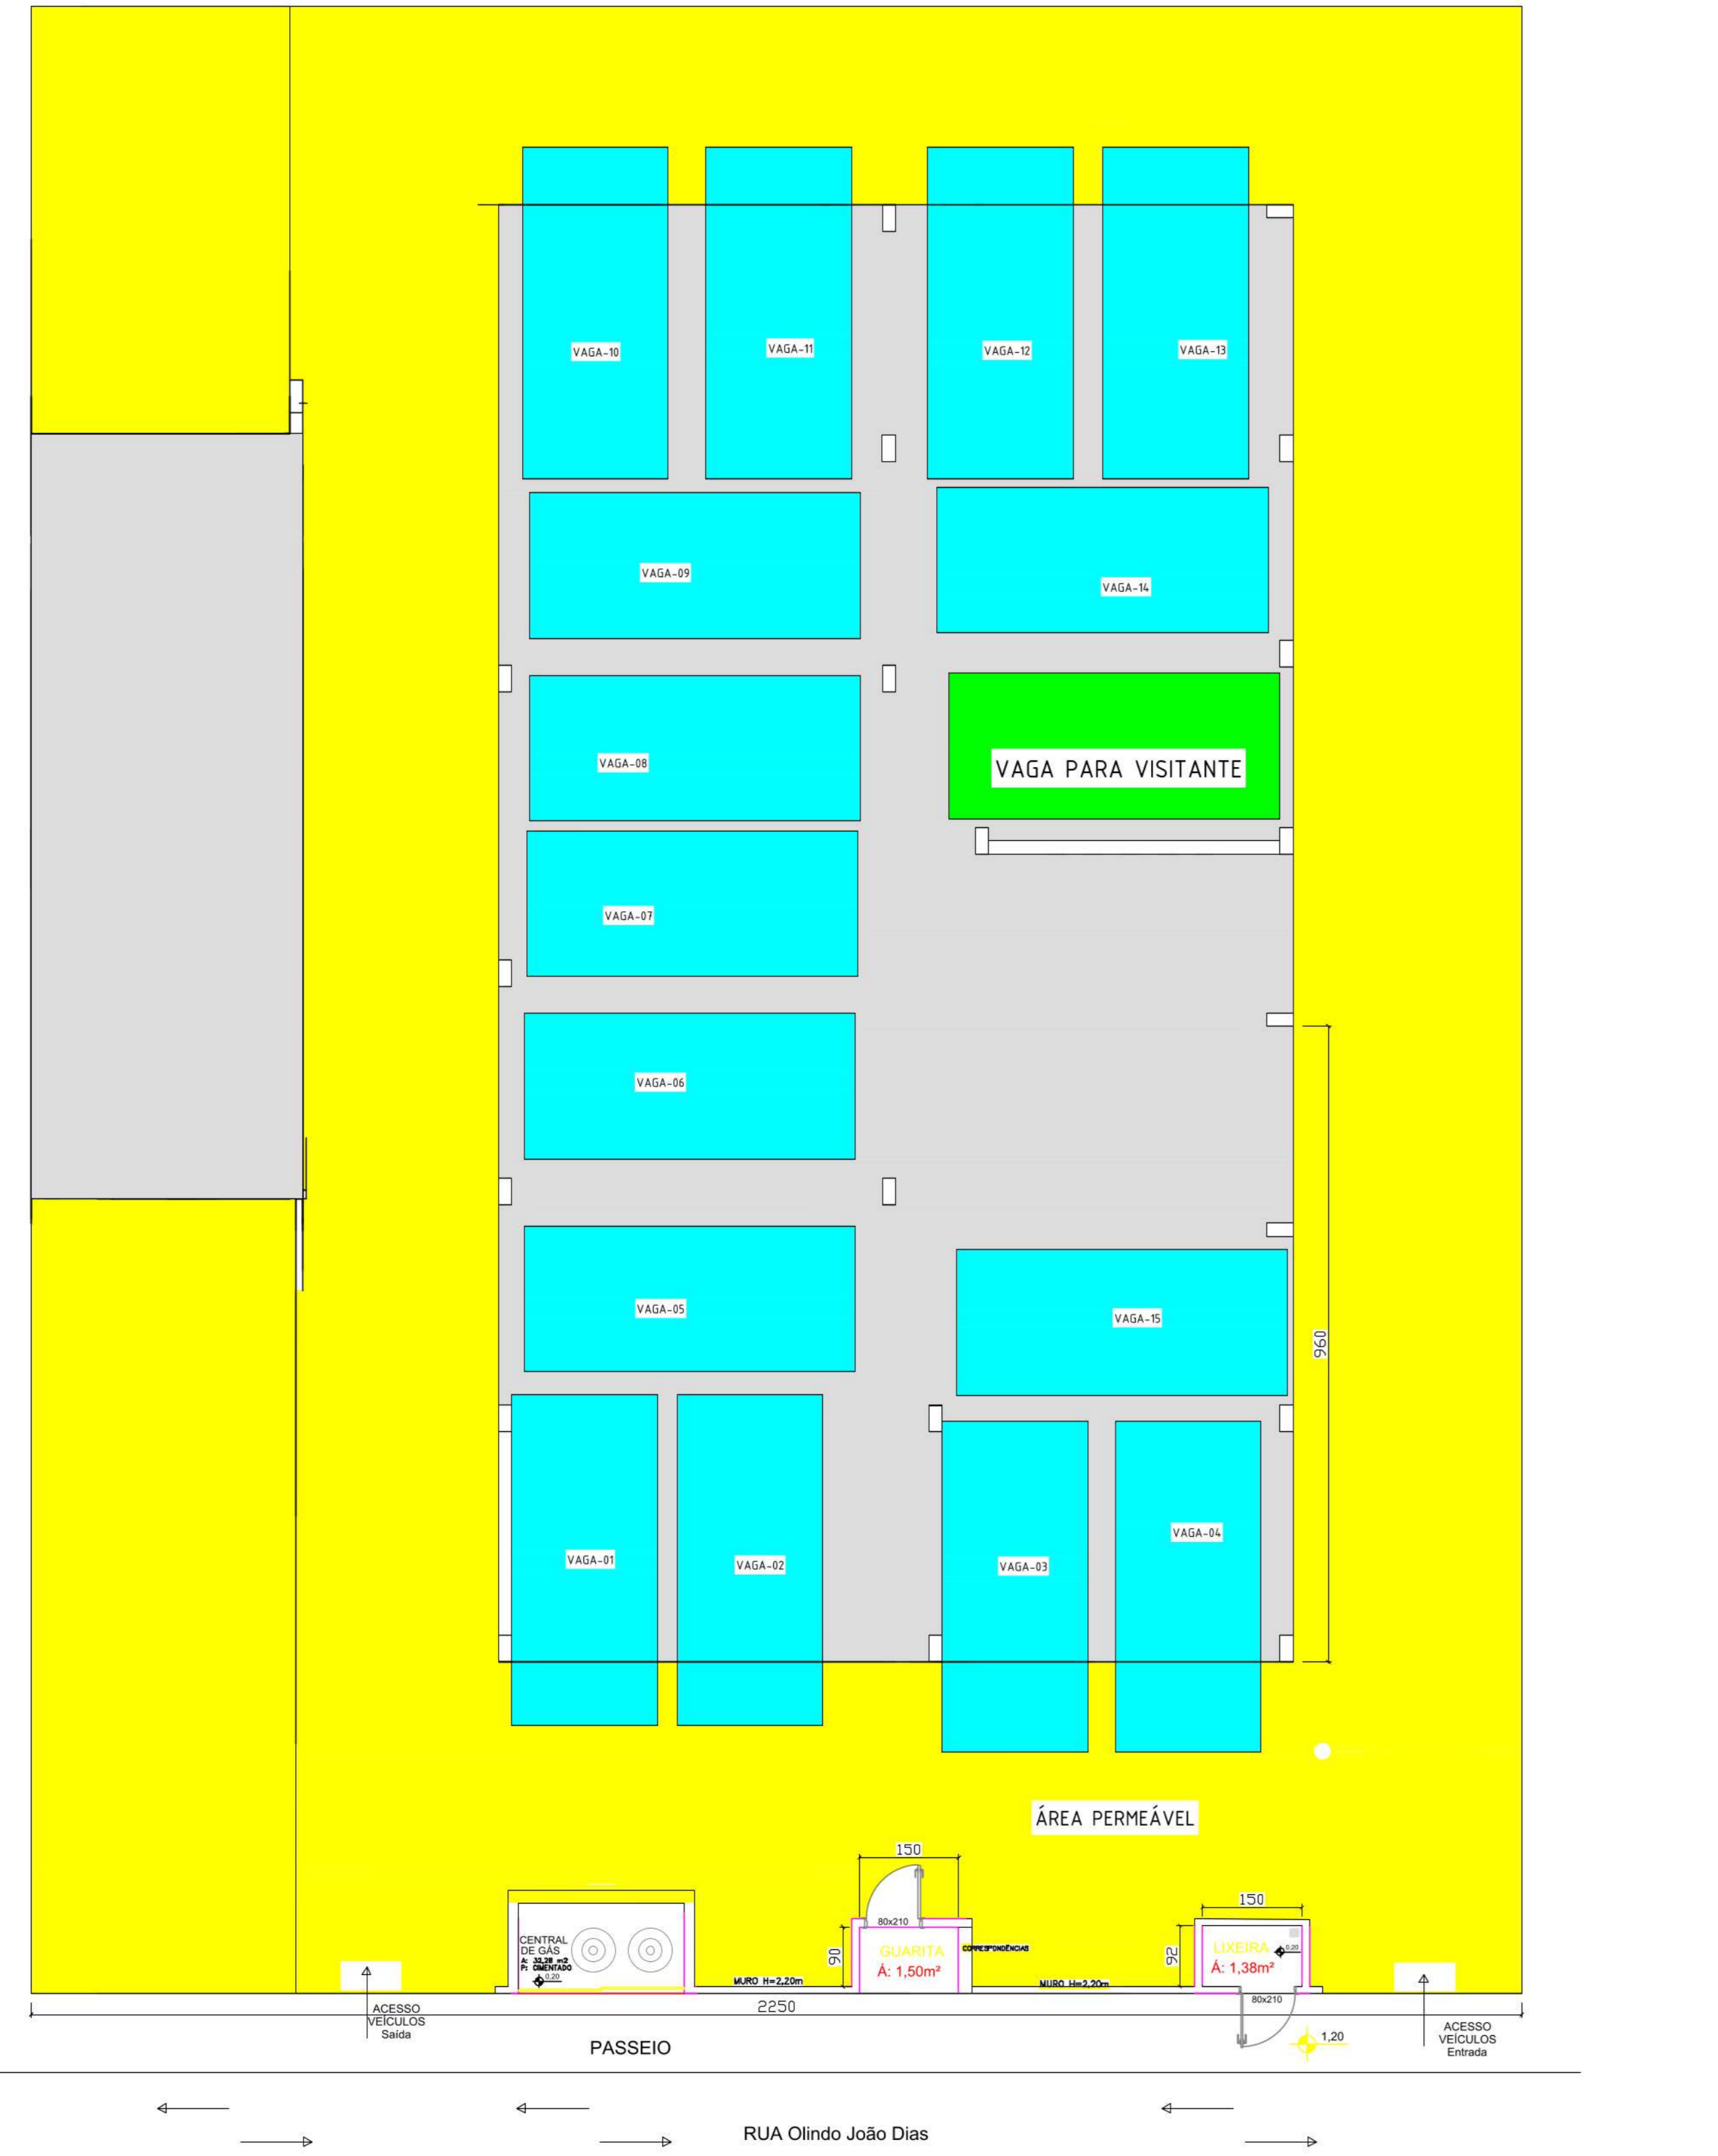 VAGA-10
VAGA-11
VAGA-12
VAGA-13
VAGA-09
VAGA-14
VAGA-08
VAGA PARA VISITANTE
VAGA-07
VAGA-06
VAGA-05
VAGA-15
960
VAGA-01
VAGA-02
VAGA-03
VAGA-04
ÁREA PERMEÁVEL
150
150
80x210
CENTRAL
DE GÁS
A: 32,28 m2
P: CIMENTADO
0,20
90
GUARITA
Á: 1,50m²
CORRESPONDÊNCIAS
92
LIXEIRA
0,20
Á: 1,38m²
MURO H=2,20m
MURO H=2,20m
80x210
2250
ACESSO
VEÍCULOS
Saída
PASSEIO
1,20
ACESSO
VEÍCULOS
Entrada
RUA Olindo João Dias